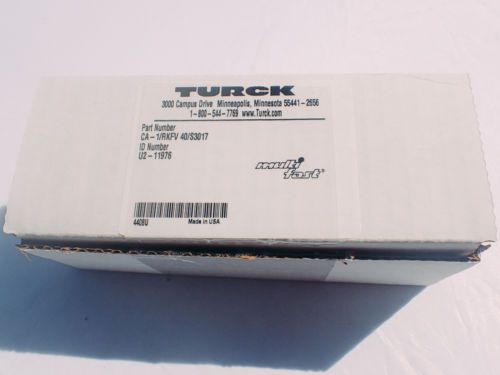 TURCK
3000 Campus Drive Minneapolis, Minnesota 55441-2656
1-800-544-7769 www.Turck.com
Part Number
CA-1/RKFV 40/S3017
ID Number
U2-11976
multi
fast®
4409U
Made in USA